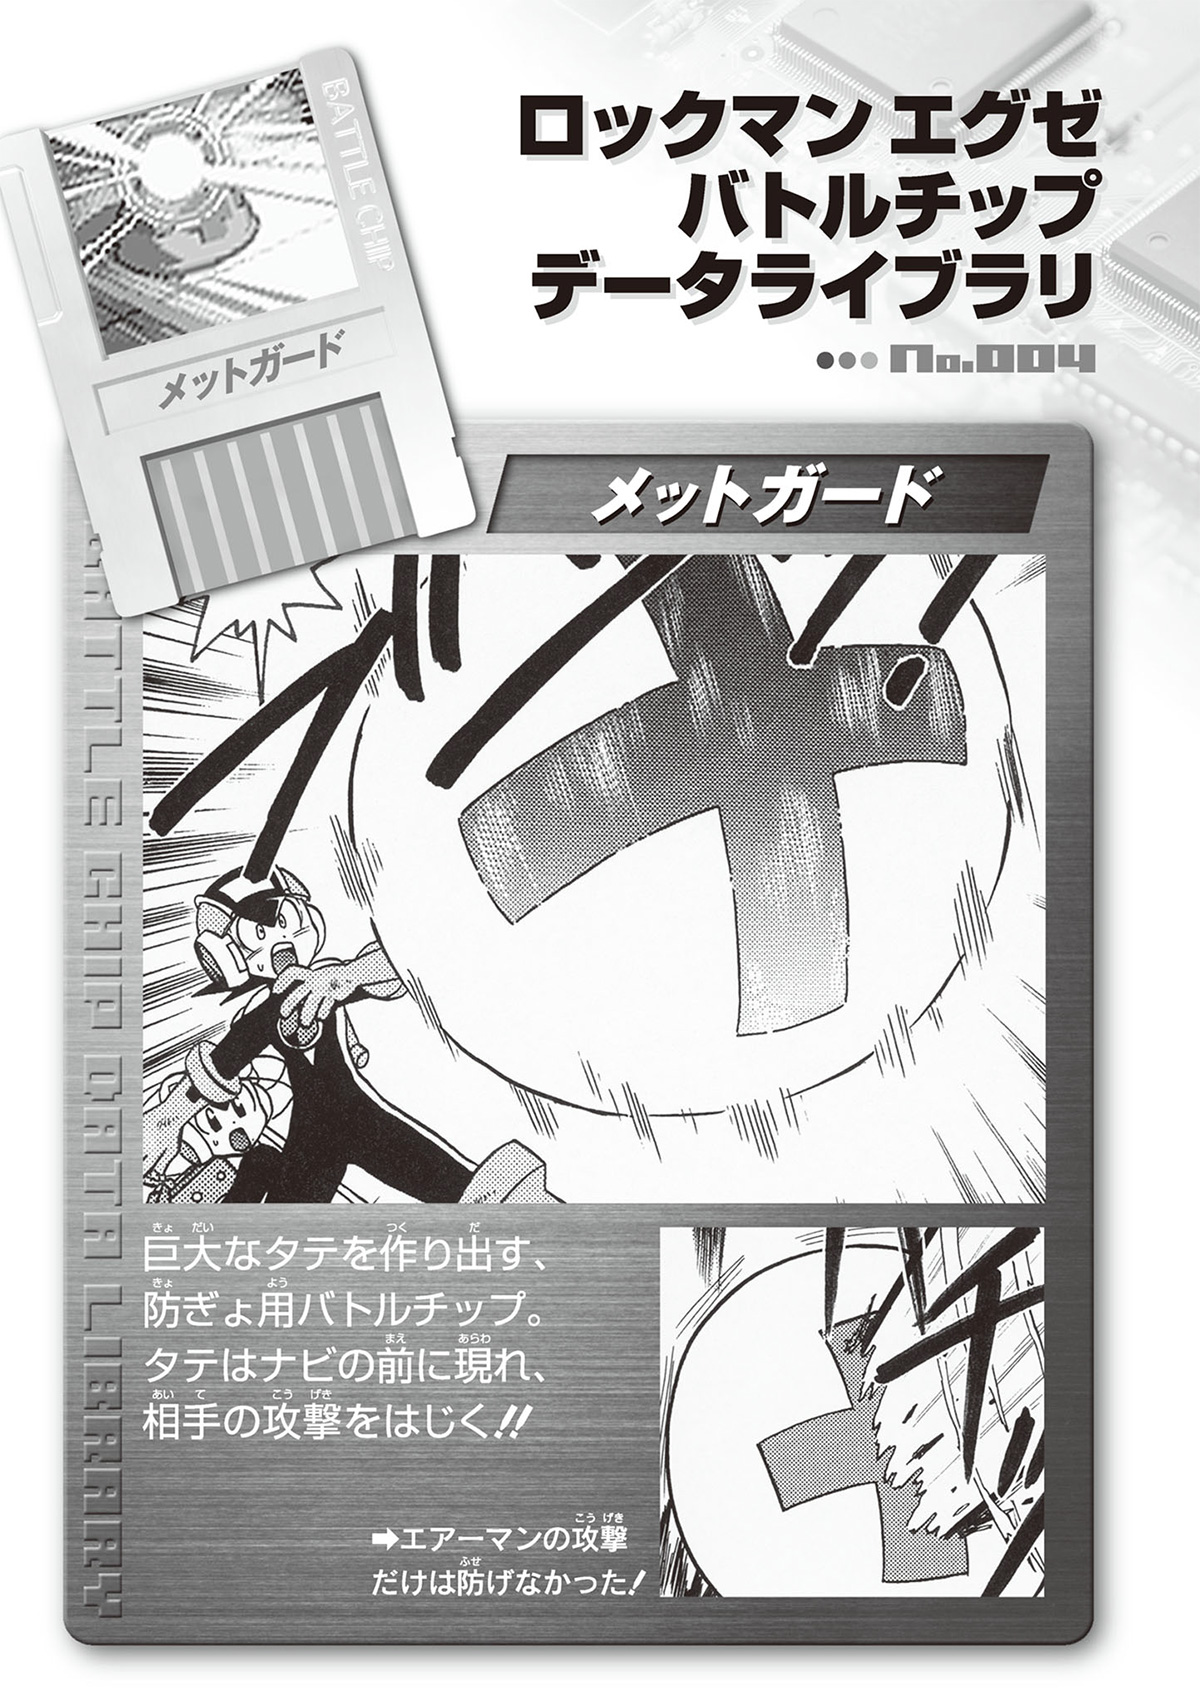 BATTLE CHIP
メットガード
ロックマン エグゼ
バトルチップ
データライブラリ
No.004
メットガード
BATTLE CHIP DATA LIBRARY
巨大なタテを作り出す、
防ぎょ用バトルチップ。
タテはナビの前に現れ、
相手の攻撃をはじく!!
➡エアーマンの攻撃
だけは防げなかった!